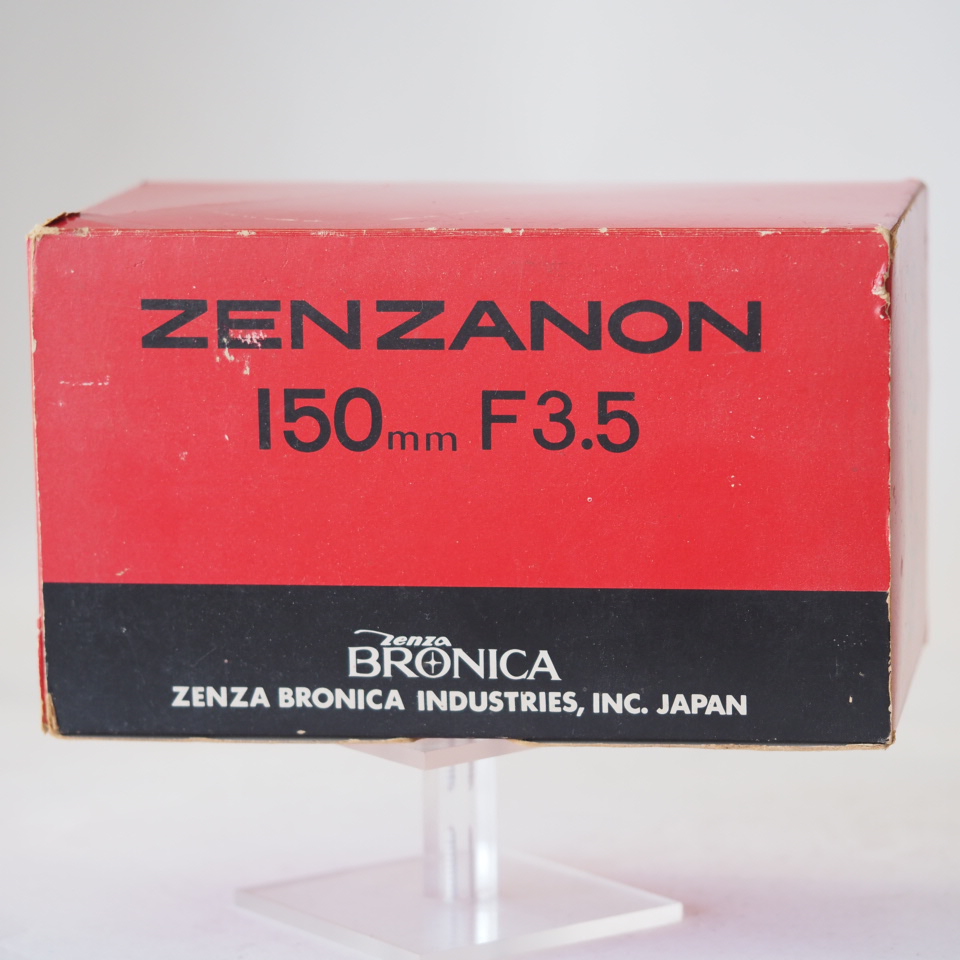 ZENZANON
150mm F3.5
Zenza
BRONICA
ZENZA BRONICA INDUSTRIES, INC. JAPAN